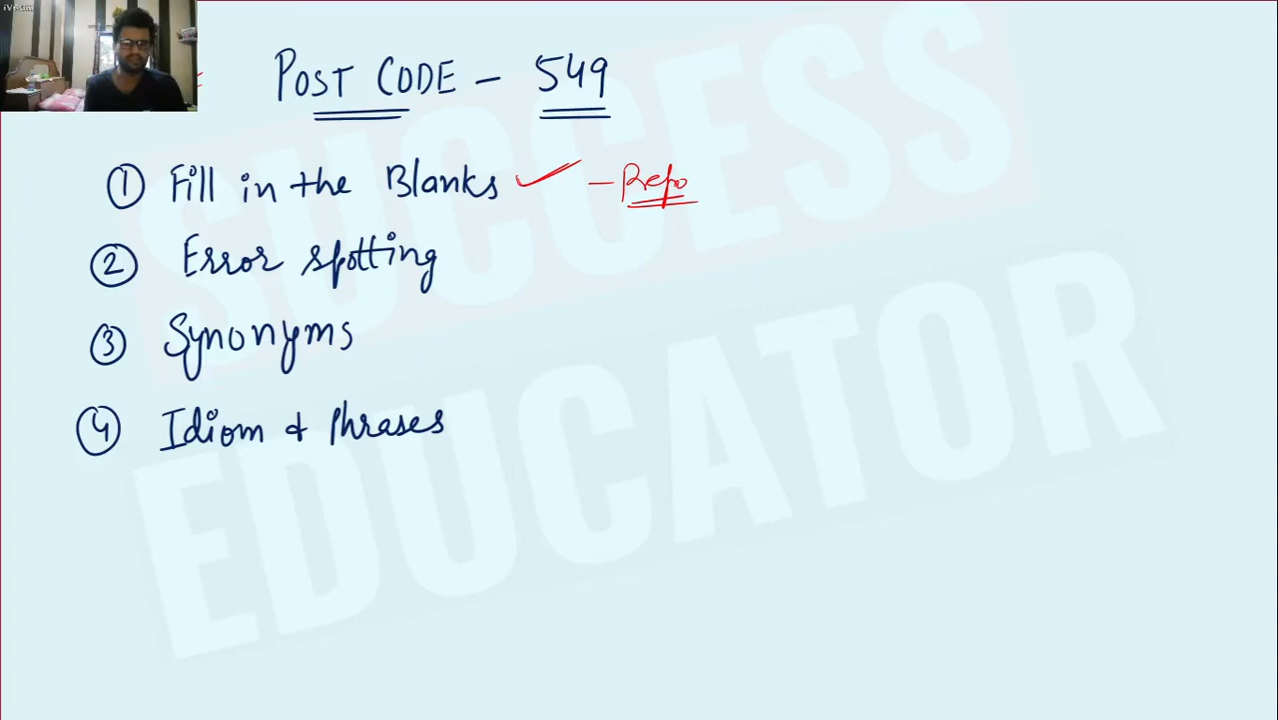 POST CODE - 549
① Fill in the Blanks ✓ - Repo
② Error spotting
③ Synonyms
④ Idiom & Phrases
SUCCESS
EDUCATOR